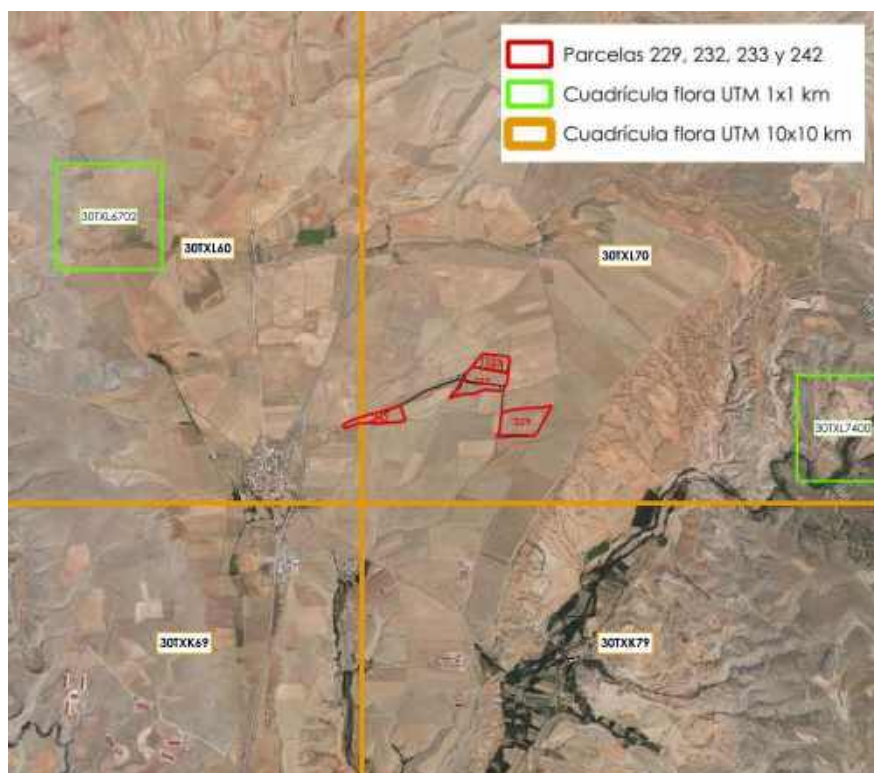 Parcelas 229, 232, 233 y 242
Cuadrícula flora UTM 1x1 km
Cuadrícula flora UTM 10x10 km
30TXL6702
30TXL60
30TXL70
229
30TXL7400
30TXK69
30TXK79